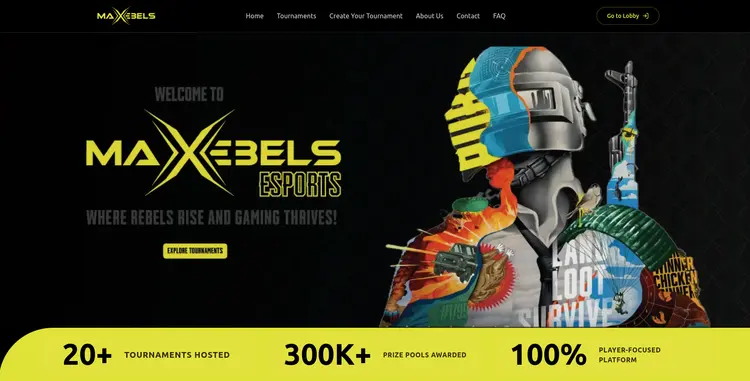 MAXEBELS
Home
Tournaments
Create Your Tournament
About Us
Contact
FAQ
Go to Lobby
WELCOME TO
MAXEBELS
ESPORTS
WHERE REBELS RISE AND GAMING THRIVES!
EXPLORE TOURNAMENTS
LAND
LOOT
SURVIVE
WINNER
CHICKEN
20+
TOURNAMENTS HOSTED
300K+
PRIZE POOLS AWARDED
100%
PLAYER-FOCUSED
PLATFORM